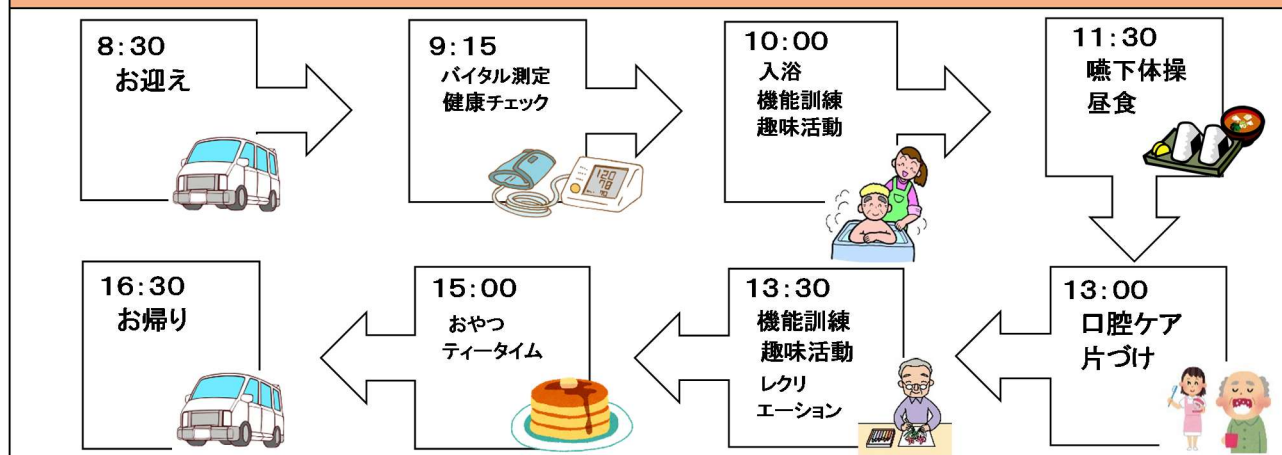 8:30
お迎え
9:15
バイタル測定
健康チェック
10:00
入浴
機能訓練
趣味活動
11:30
嚥下体操
昼食
13:00
口腔ケア
片づけ
13:30
機能訓練
趣味活動
レクリ
エーション
15:00
おやつ
ティータイム
16:30
お帰り
120
78